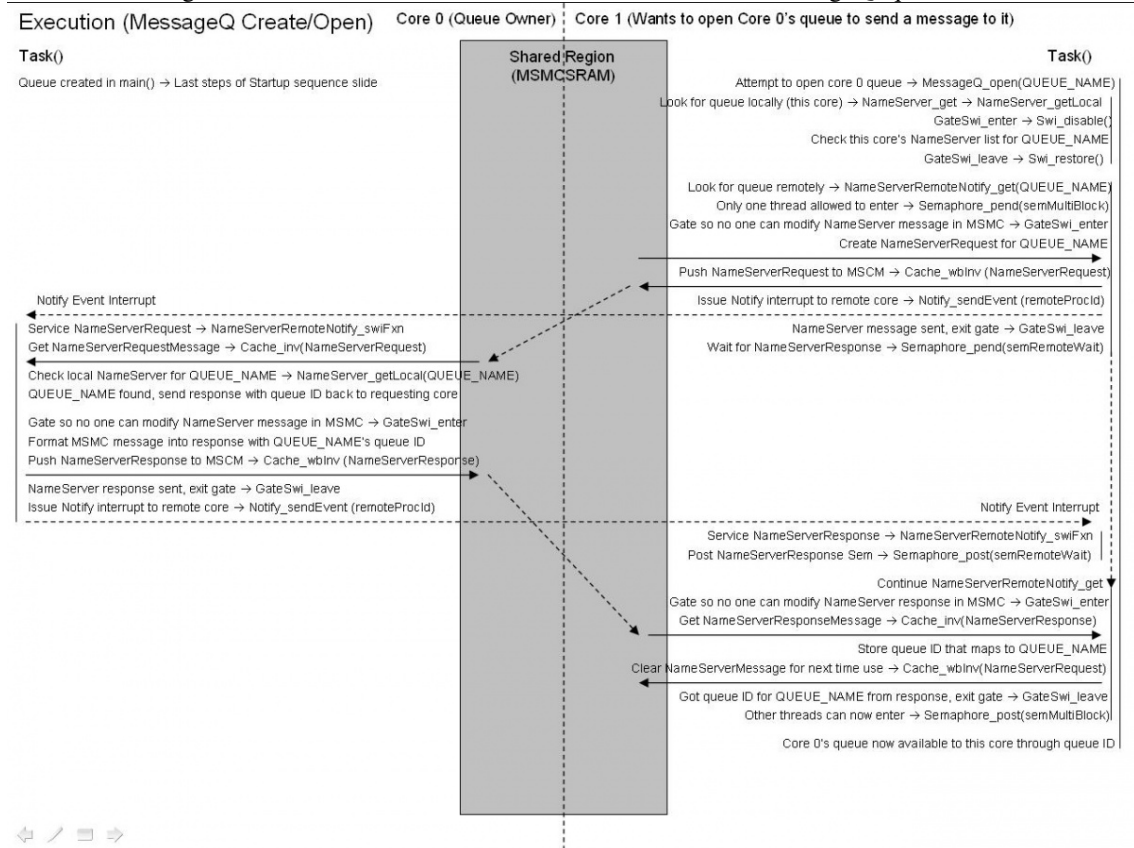 Execution (MessageQ Create/Open)
Core 0 (Queue Owner)
Core 1 (Wants to open Core 0's queue to send a message to it)
Task()
Queue created in main() → Last steps of Startup sequence slide
Shared Region
(MSMCSRAM)
Task()
Attempt to open core 0 queue → MessageQ_open(QUEUE_NAME)
Look for queue locally (this core) → NameServer_get → NameServer_getLocal
GateSwi_enter → Swi_disable()
Check this core's NameServer list for QUEUE_NAME
GateSwi_leave → Swi_restore()
Look for queue remotely → NameServerRemoteNotify_get(QUEUE_NAME)
Only one thread allowed to enter → Semaphore_pend(semMultiBlock)
Gate so no one can modify NameServer message in MSMC → GateSwi_enter
Create NameServerRequest for QUEUE_NAME
Push NameServerRequest to MSCM → Cache_wbInv (NameServerRequest)
Issue Notify interrupt to remote core → Notify_sendEvent (remoteProcId)
NameServer message sent, exit gate → GateSwi_leave
Wait for NameServerResponse → Semaphore_pend(semRemoteWait)
Notify Event Interrupt
Service NameServerRequest → NameServerRemoteNotify_swiFxn
Get NameServerRequestMessage → Cache_inv(NameServerRequest)
Check local NameServer for QUEUE_NAME → NameServer_getLocal(QUEUE_NAME)
QUEUE_NAME found, send response with queue ID back to requesting core
Gate so no one can modify NameServer message in MSMC → GateSwi_enter
Format MSMC message into response with QUEUE_NAME's queue ID
Push NameServerResponse to MSCM → Cache_wbInv (NameServerResponse)
NameServer response sent, exit gate → GateSwi_leave
Issue Notify interrupt to remote core → Notify_sendEvent (remoteProcId)
Notify Event Interrupt
Service NameServerResponse → NameServerRemoteNotify_swiFxn
Post NameServerResponse Sem → Semaphore_post(semRemoteWait)
Continue NameServerRemoteNotify_get
Gate so no one can modify NameServer response in MSMC → GateSwi_enter
Get NameServerResponseMessage → Cache_inv(NameServerResponse)
Store queue ID that maps to QUEUE_NAME
Clear NameServerMessage for next time use → Cache_wbInv(NameServerRequest)
Got queue ID for QUEUE_NAME from response, exit gate → GateSwi_leave
Other threads can now enter → Semaphore_post(semMultiBlock)
Core 0's queue now available to this core through queue ID